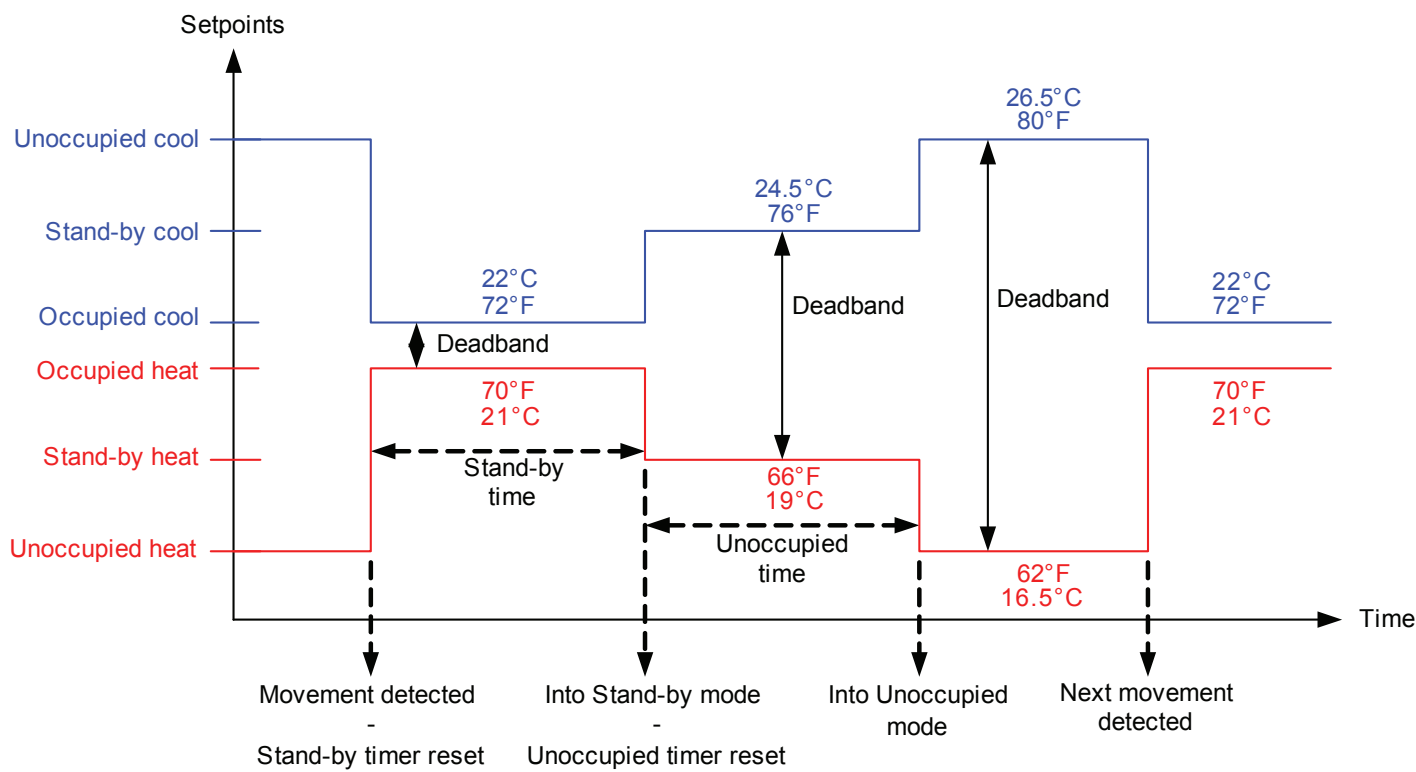 Setpoints
Unoccupied cool
Stand-by cool
Occupied cool
Occupied heat
Stand-by heat
Unoccupied heat
22°C
72°F
Deadband
70°F
21°C
Stand-by
time
24.5°C
76°F
Deadband
66°F
19°C
Unoccupied
time
26.5°C
80°F
Deadband
62°F
16.5°C
22°C
72°F
70°F
21°C
Time
Movement detected
-
Stand-by timer reset
Into Stand-by mode
-
Unoccupied timer reset
Into Unoccupied
mode
Next movement
detected